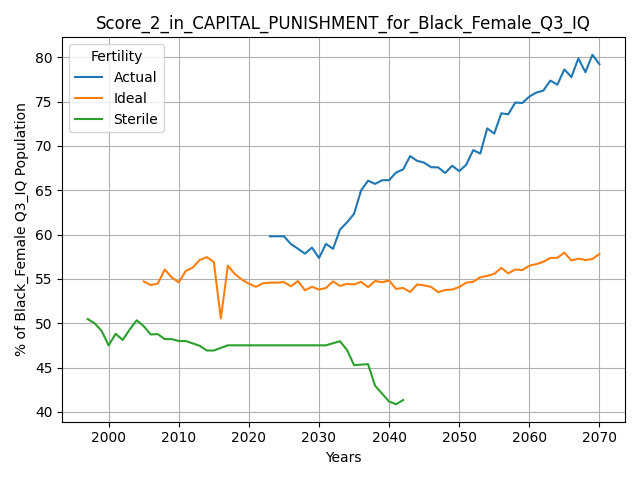 Score_2_in_CAPITAL_PUNISHMENT_for_Black_Female_Q3_IQ
Fertility
Actual
Ideal
Sterile
% of Black_Female Q3_IQ Population
80
75
70
65
60
55
50
45
40
2000 2010 2020 2030 2040 2050 2060 2070
Years